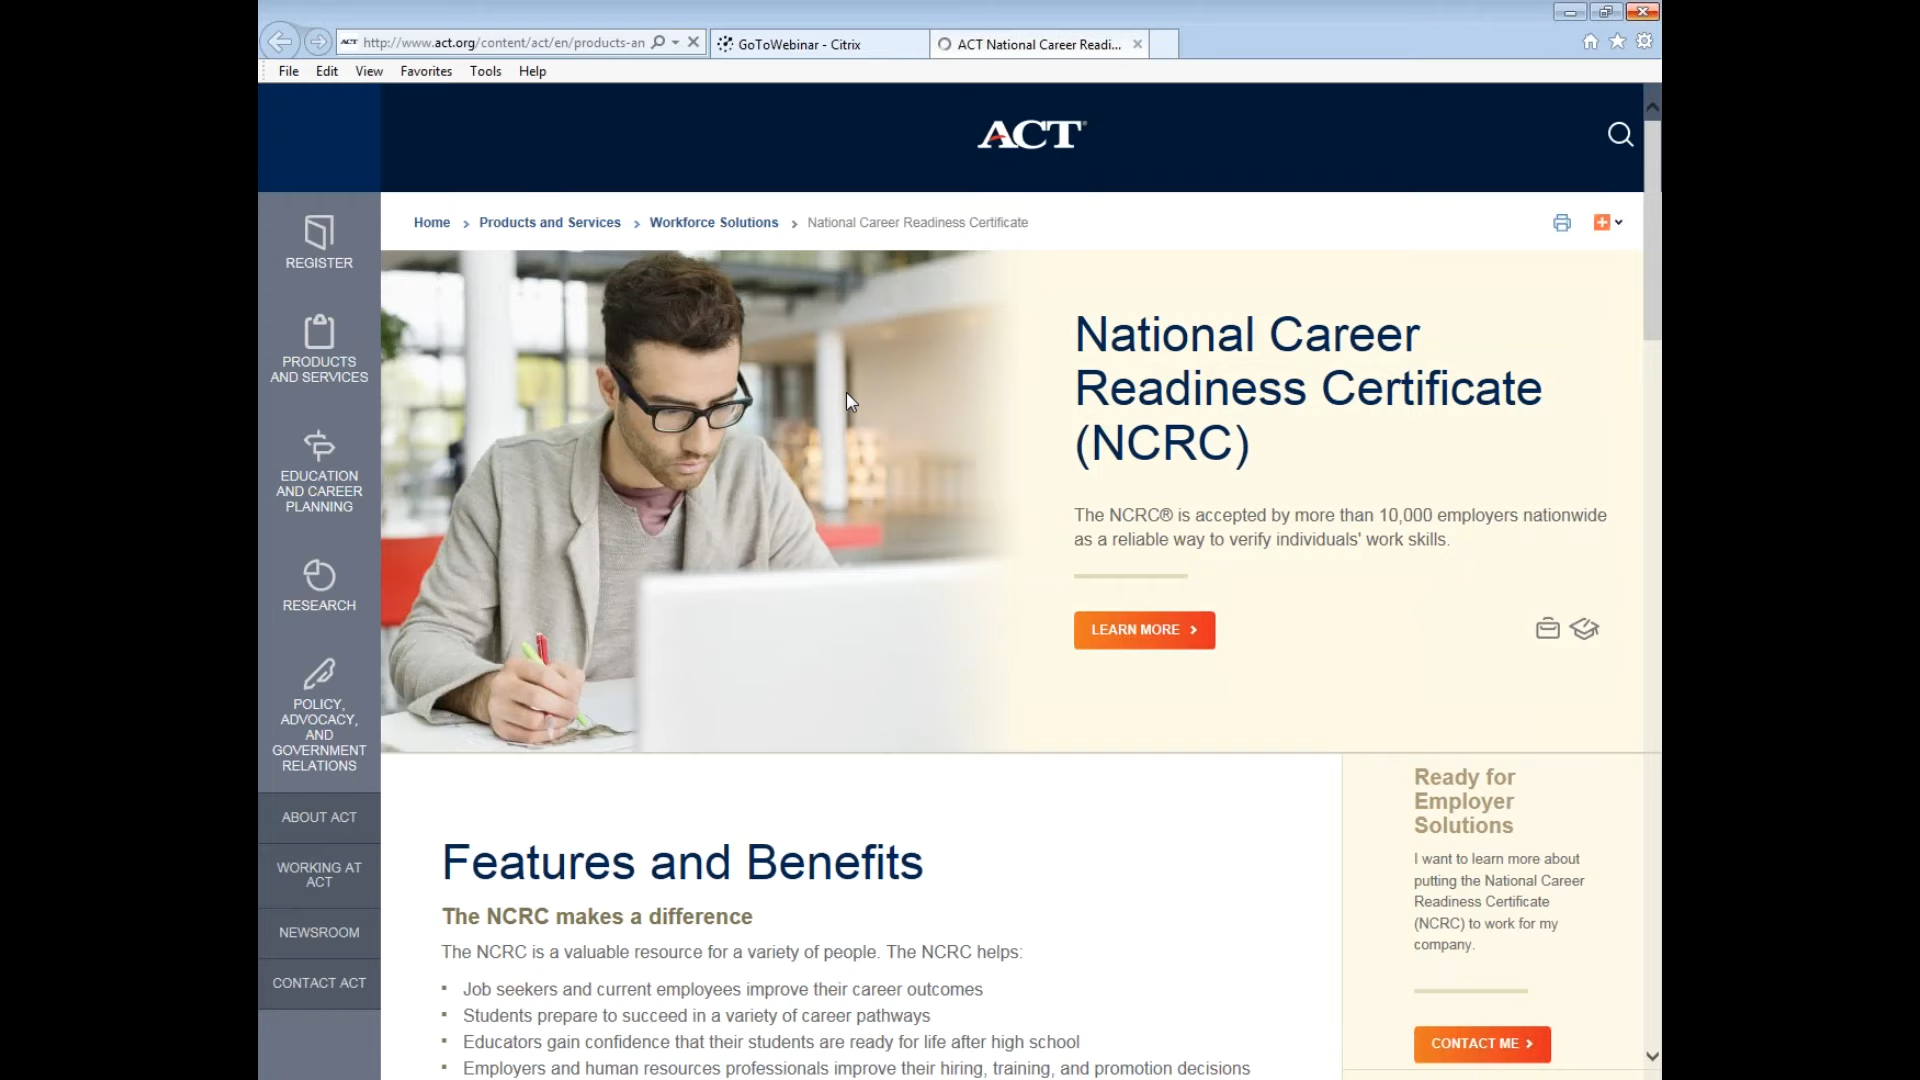 ACT http://www.act.org/content/act/en/products-an
GoToWebinar - Citrix
ACT National Career Readi...
File Edit View Favorites Tools Help
ACT®
Home > Products and Services > Workforce Solutions > National Career Readiness Certificate
REGISTER
PRODUCTS
AND SERVICES
EDUCATION
AND CAREER
PLANNING
RESEARCH
POLICY,
ADVOCACY,
AND
GOVERNMENT
RELATIONS
ABOUT ACT
WORKING AT
ACT
NEWSROOM
CONTACT ACT
National Career
Readiness Certificate
(NCRC)
The NCRC® is accepted by more than 10,000 employers nationwide
as a reliable way to verify individuals' work skills.
LEARN MORE >
Features and Benefits
The NCRC makes a difference
The NCRC is a valuable resource for a variety of people. The NCRC helps:
▪ Job seekers and current employees improve their career outcomes
▪ Students prepare to succeed in a variety of career pathways
▪ Educators gain confidence that their students are ready for life after high school
▪ Employers and human resources professionals improve their hiring, training, and promotion decisions
Ready for
Employer
Solutions
I want to learn more about
putting the National Career
Readiness Certificate
(NCRC) to work for my
company.
CONTACT ME >